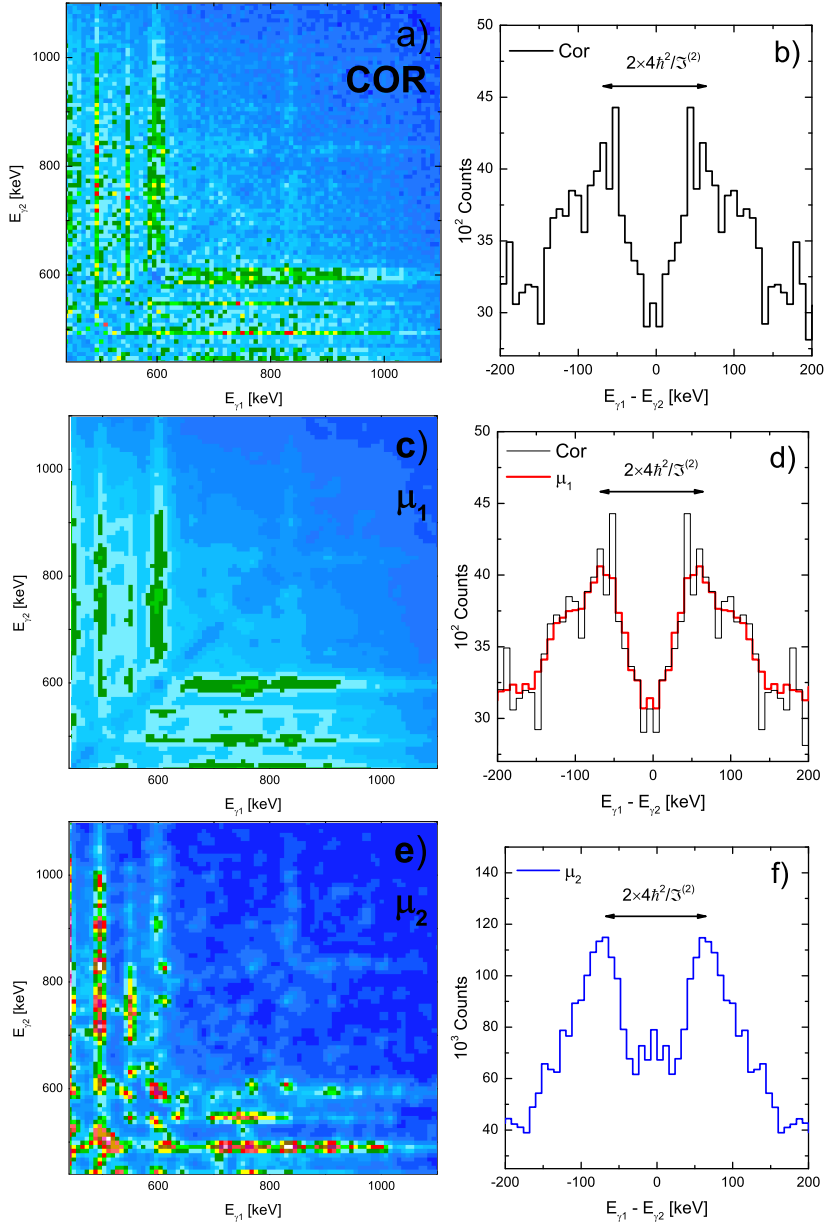 a)
COR
1000
800
600
E_γ2 [keV]
600 800 1000
E_γ1 [keV]
b)
Cor
2×4ħ²/ℑ⁽²⁾
50
45
40
35
30
10² Counts
-200 -100 0 100 200
E_γ1 - E_γ2 [keV]
c)
μ₁
1000
800
600
E_γ2 [keV]
600 800 1000
E_γ1 [keV]
d)
Cor
μ₁
2×4ħ²/ℑ⁽²⁾
50
45
40
35
30
10² Counts
-200 -100 0 100 200
E_γ1 - E_γ2 [keV]
e)
μ₂
1000
800
600
E_γ2 [keV]
600 800 1000
E_γ1 [keV]
f)
μ₂
2×4ħ²/ℑ⁽²⁾
140
120
100
80
60
40
10³ Counts
-200 -100 0 100 200
E_γ1 - E_γ2 [keV]